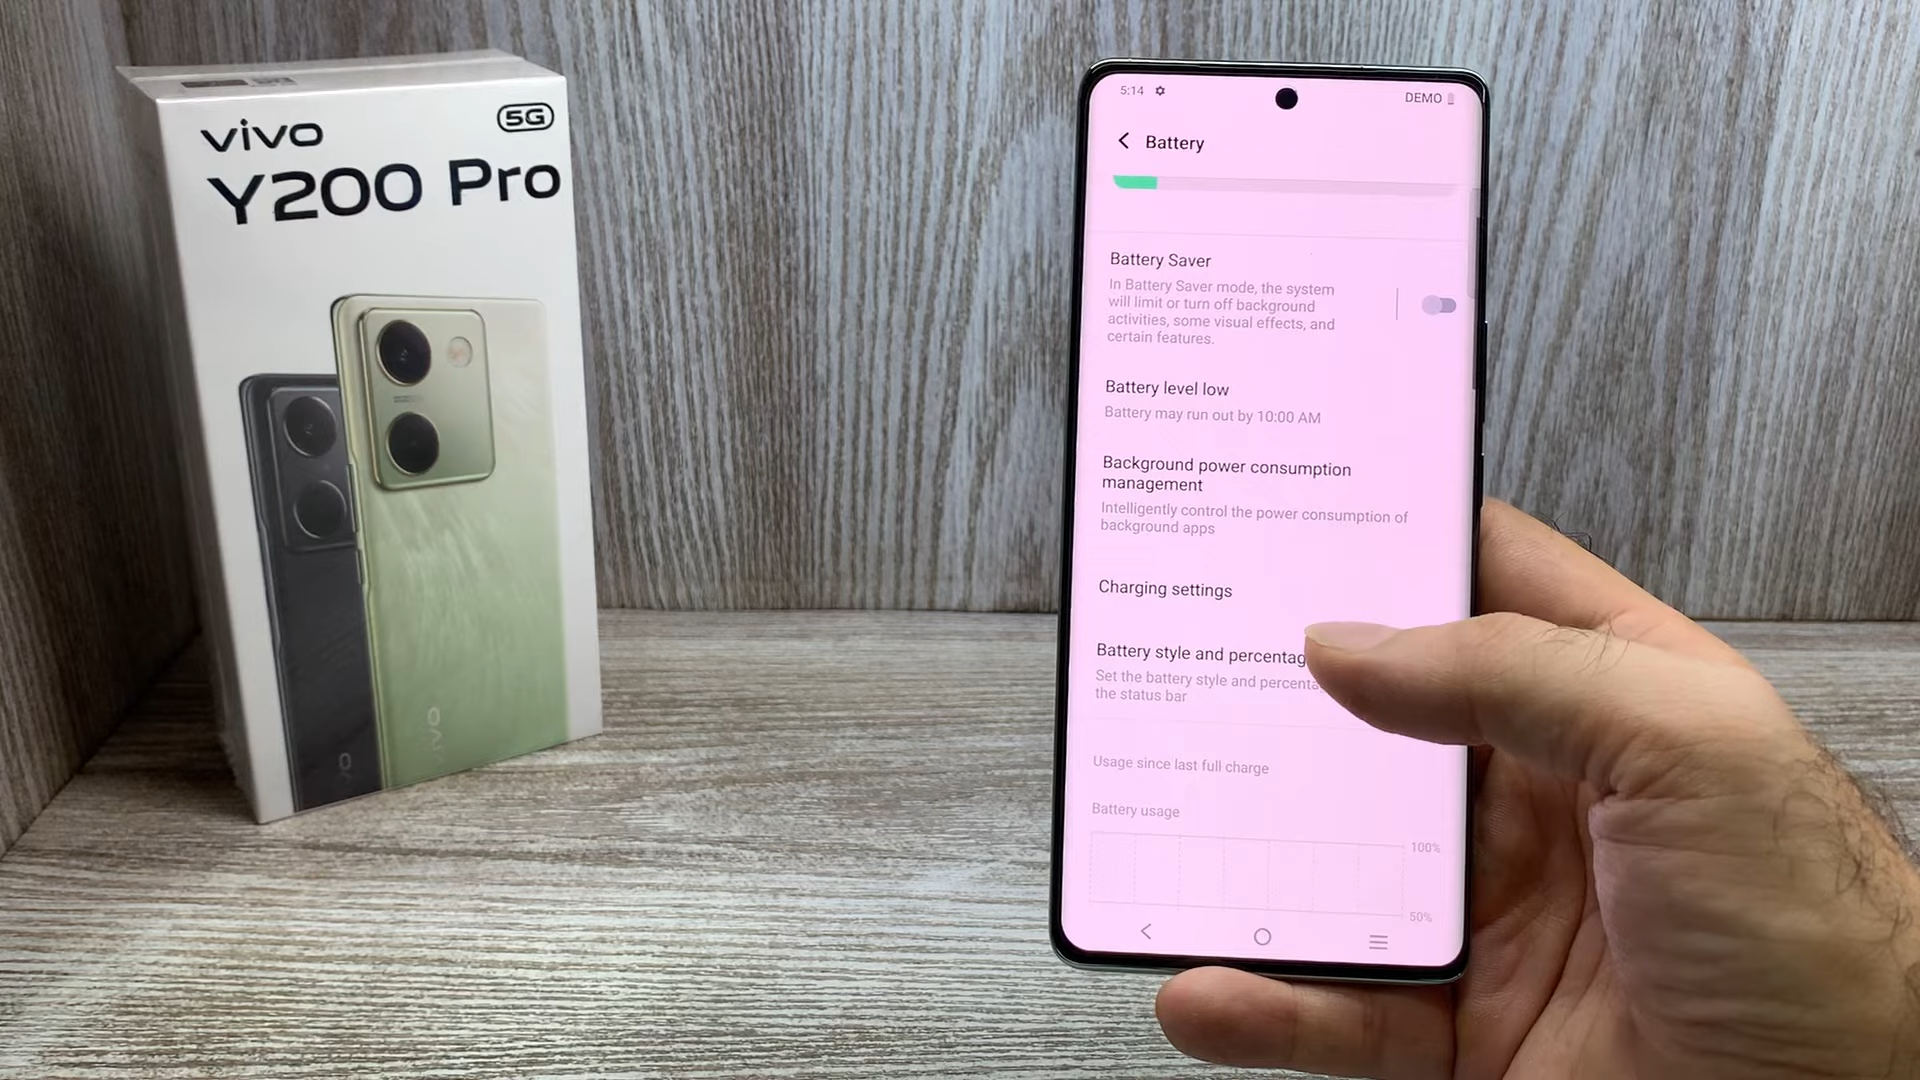 vivo
5G
Y200 Pro
vivo
5:14
DEMO
Battery
Battery Saver
In Battery Saver mode, the system
will limit or turn off background
activities, some visual effects, and
certain features.
Battery level low
Battery may run out by 10:00 AM
Background power consumption
management
Intelligently control the power consumption of
background apps
Charging settings
Battery style and percentag
Set the battery style and percenta
the status bar
Usage since last full charge
Battery usage
100%
50%